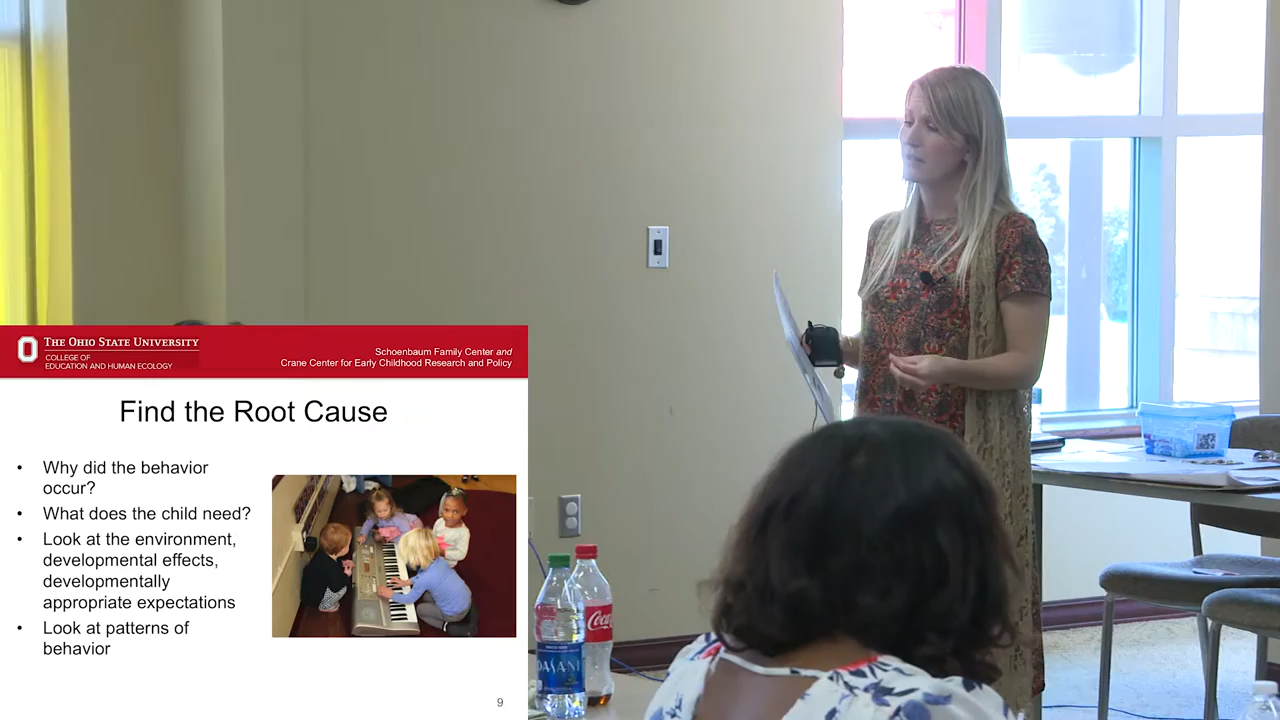 THE OHIO STATE UNIVERSITY
COLLEGE OF
EDUCATION AND HUMAN ECOLOGY
Schoenbaum Family Center and
Crane Center for Early Childhood Research and Policy
Find the Root Cause
• Why did the behavior
occur?
• What does the child need?
• Look at the environment,
developmental effects,
developmentally
appropriate expectations
• Look at patterns of
behavior
9
DASANI
Coca